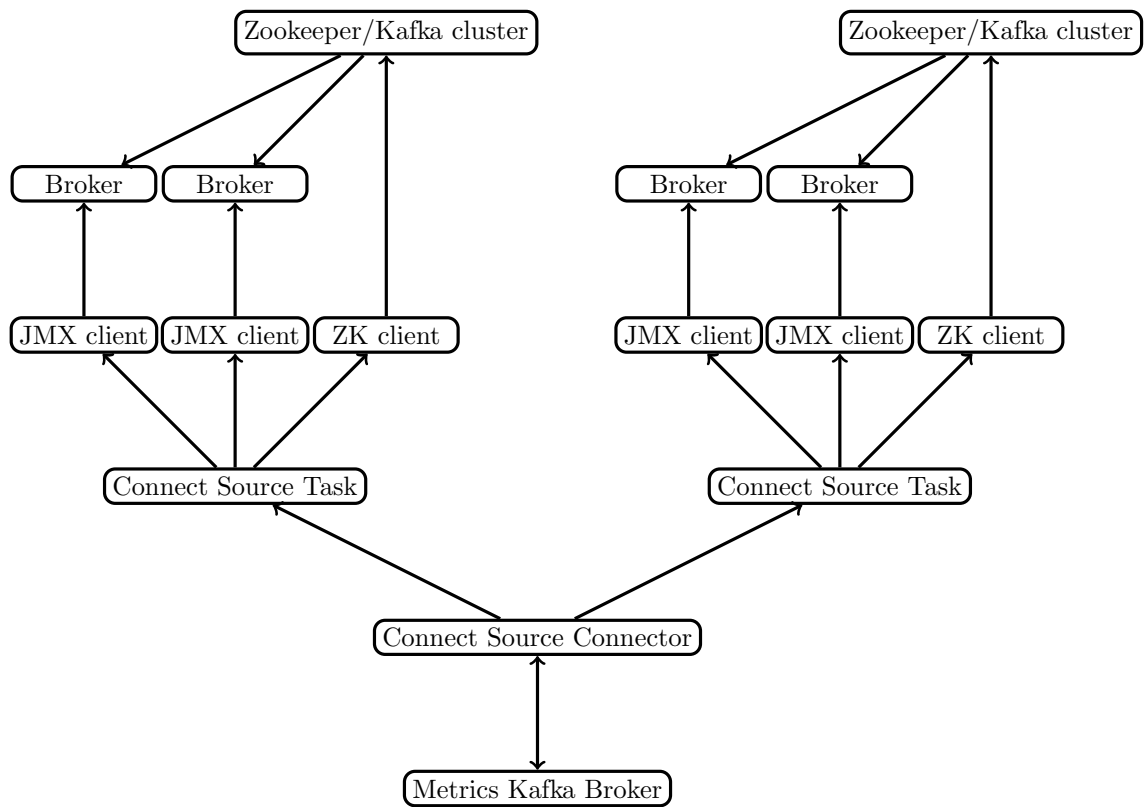 Zookeeper/Kafka cluster
Zookeeper/Kafka cluster
Broker
Broker
Broker
Broker
JMX client
JMX client
ZK client
JMX client
JMX client
ZK client
Connect Source Task
Connect Source Task
Connect Source Connector
Metrics Kafka Broker